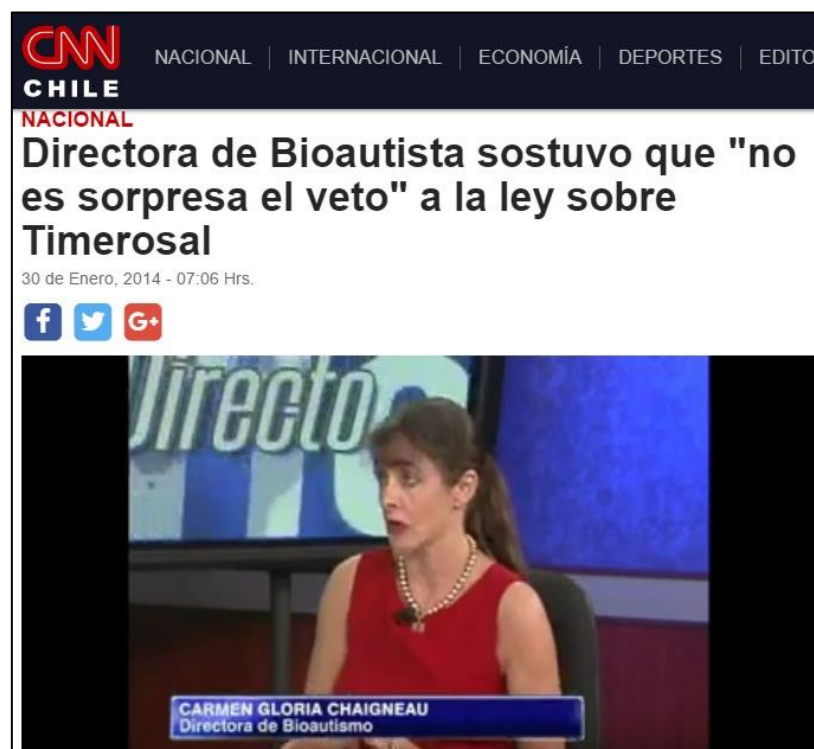 CNN
CHILE
NACIONAL | INTERNACIONAL | ECONOMÍA | DEPORTES | EDITO
NACIONAL
Directora de Bioautista sostuvo que "no
es sorpresa el veto" a la ley sobre
Timerosal
30 de Enero, 2014 - 07:06 Hrs.
f G+
Directo
CARMEN GLORIA CHAIGNEAU
Directora de Bioautismo